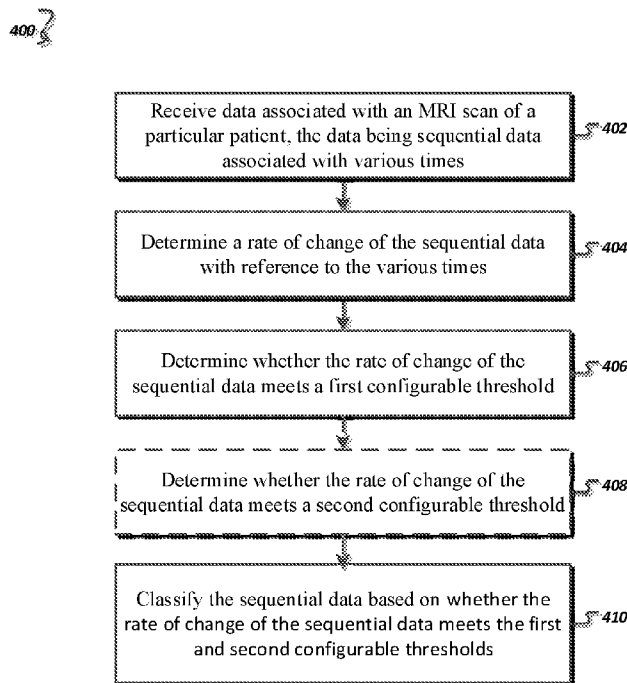 400
Receive data associated with an MRI scan of a
particular patient, the data being sequential data
associated with various times
402
Determine a rate of change of the sequential data
with reference to the various times
404
Determine whether the rate of change of the
sequential data meets a first configurable threshold
406
Determine whether the rate of change of the
sequential data meets a second configurable threshold
408
Classify the sequential data based on whether the
rate of change of the sequential data meets the first
and second configurable thresholds
410